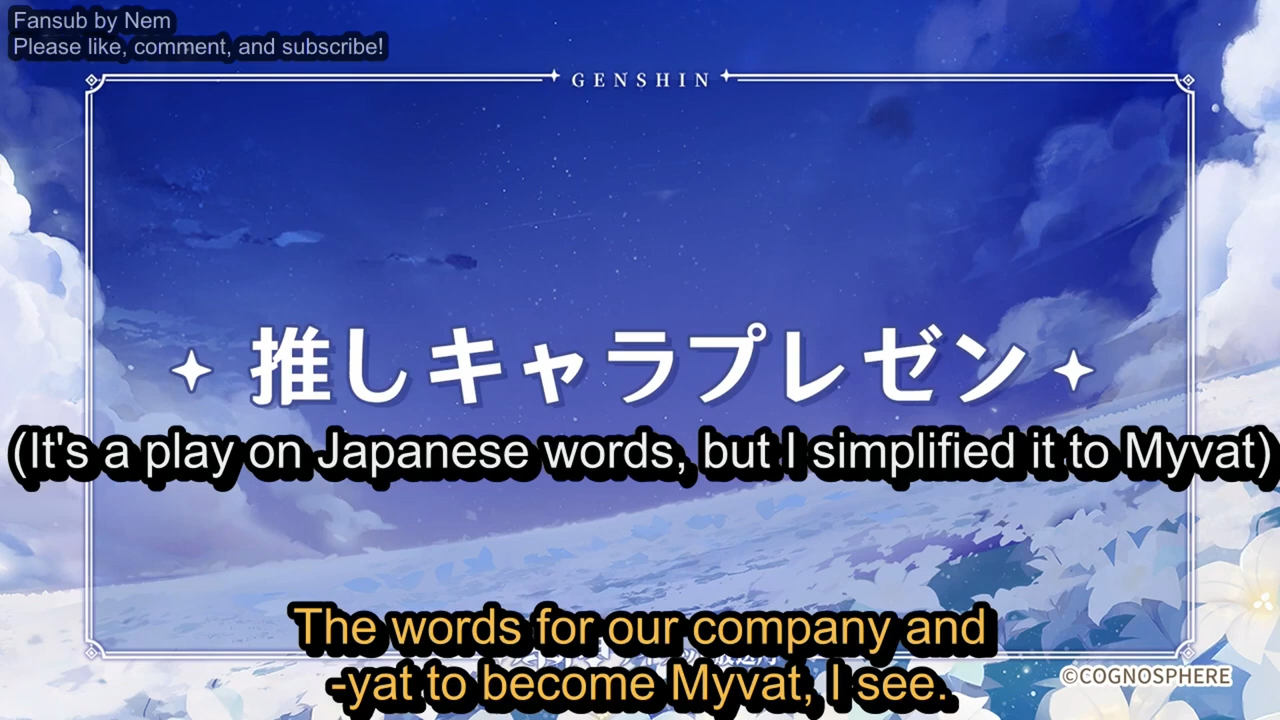 Fansub by Nem
Please like, comment, and subscribe!
GENSHIN
推しキャラプレゼン
(It's a play on Japanese words, but I simplified it to Myvat)
The words for our company and
-yat to become Myvat, I see.
©COGNOSPHERE